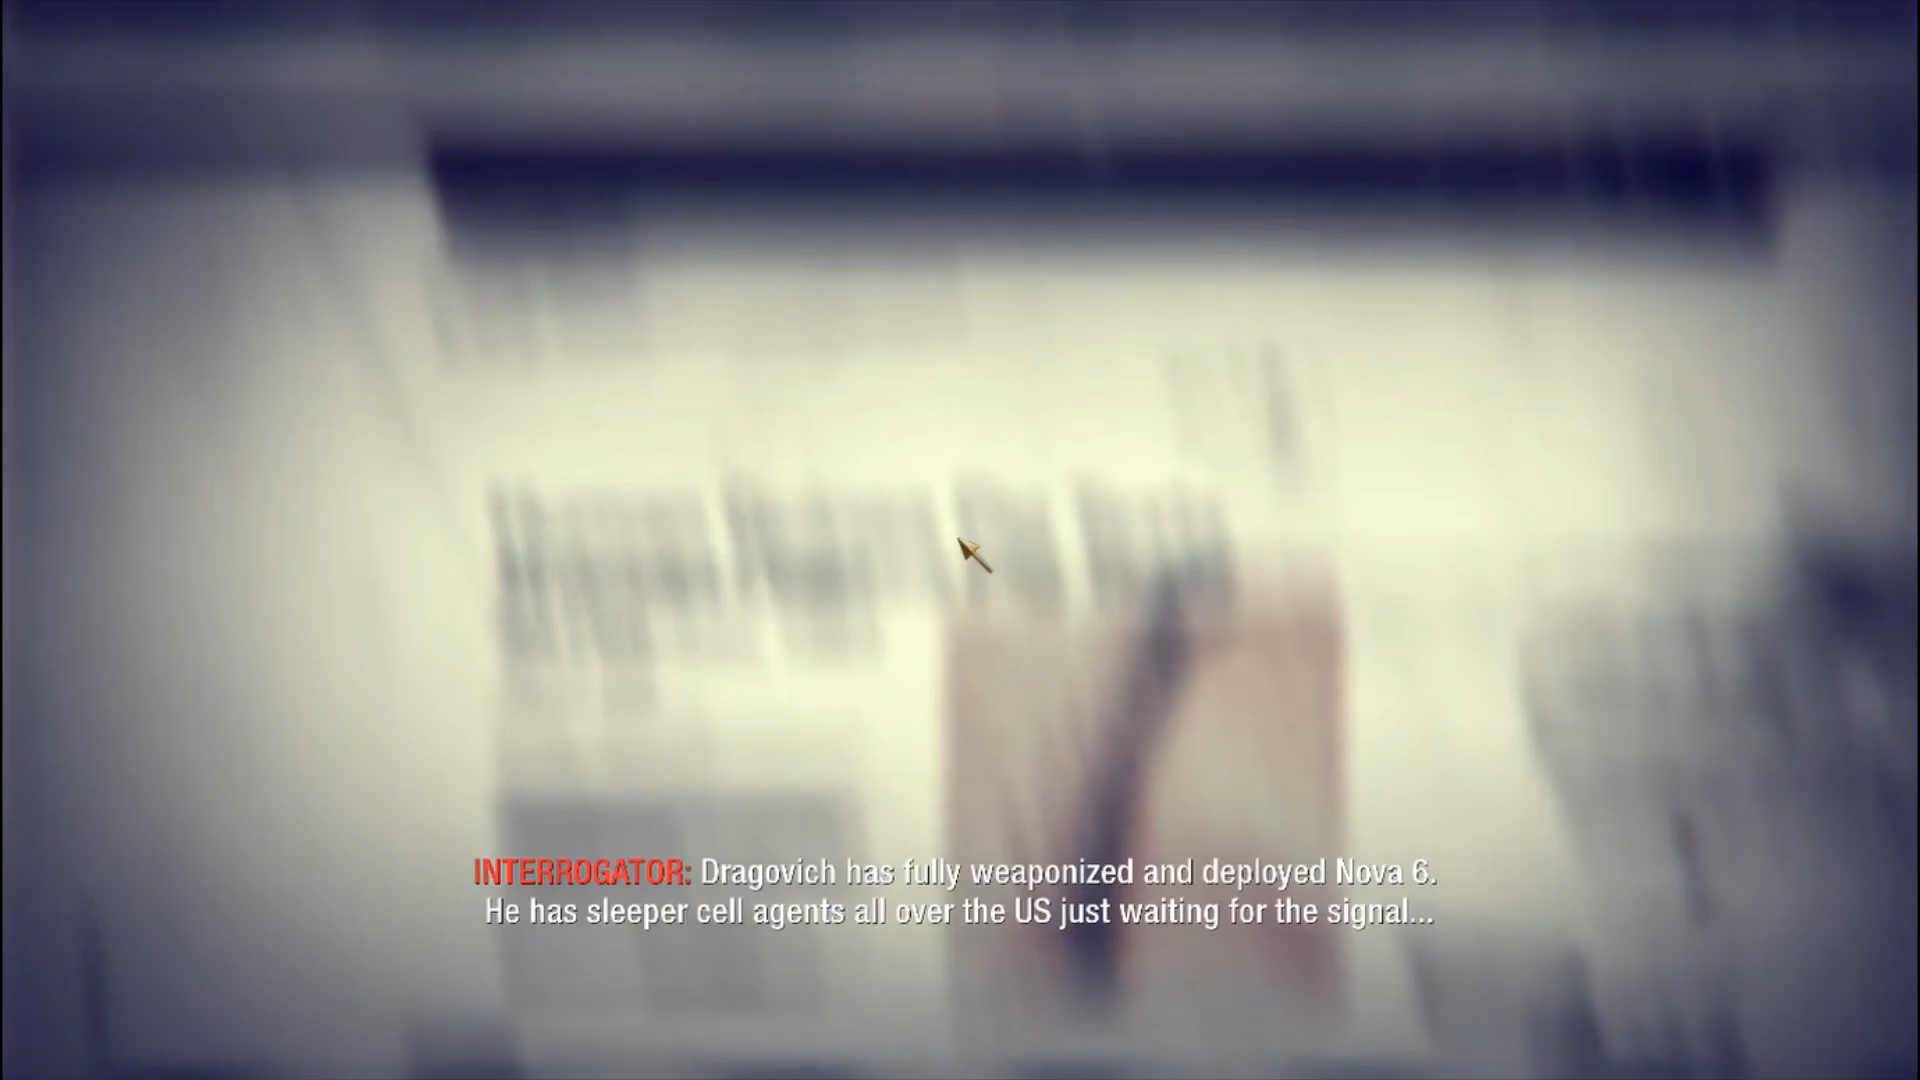 INTERROGATOR: Dragovich has fully weaponized and deployed Nova 6.
He has sleeper cell agents all over the US just waiting for the signal...